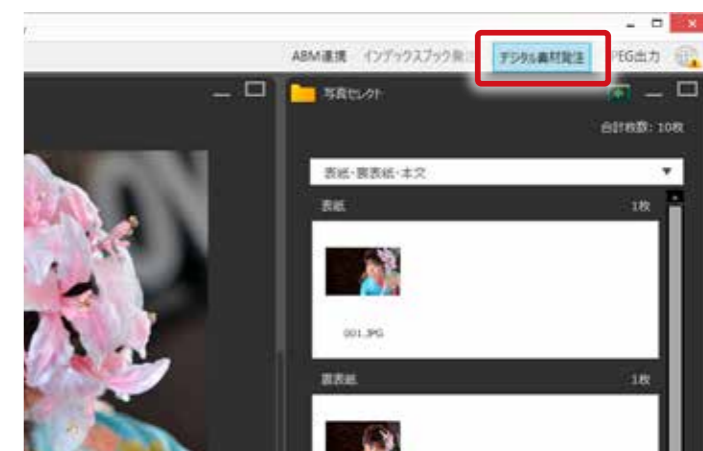 ABM連携 インデックスブック発注 デジタル素材発注 JPEG出力
写真セレクト
合計枚数: 10枚
表紙・裏表紙・本文
表紙 1枚
001.JPG
裏表紙 1枚